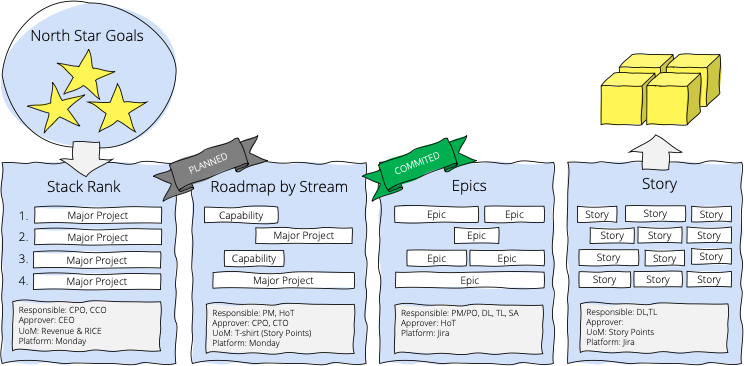 North Star Goals
PLANNED
COMMITED
Stack Rank
1. Major Project
2. Major Project
3. Major Project
4. Major Project
Responsible: CPO, CCO
Approver: CEO
UoM: Revenue & RICE
Platform: Monday
Roadmap by Stream
Capability
Major Project
Capability
Major Project
Responsible: PM, HoT
Approver: CPO, CTO
UoM: T-shirt (Story Points)
Platform: Monday
Epics
Epic Epic
Epic
Epic Epic
Epic
Responsible: PM/PO, DL, TL, SA
Approver: HoT
Platform: Jira
Story
Story Story Story
Story Story Story
Story Story Story
Story Story Story
Responsible: DL,TL
Approver:
UoM: Story Points
Platform: Jira